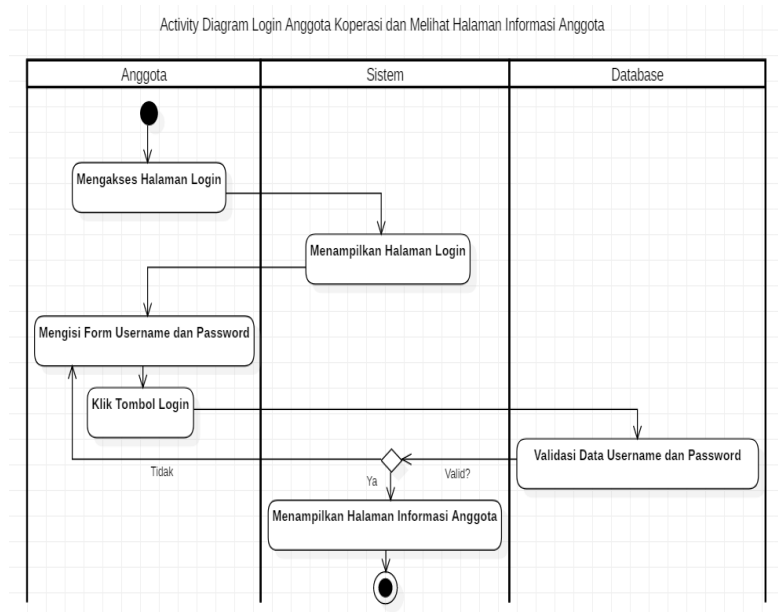 Activity Diagram Login Anggota Koperasi dan Melihat Halaman Informasi Anggota
Anggota
Sistem
Database
Mengakses Halaman Login
Menampilkan Halaman Login
Mengisi Form Username dan Password
Klik Tombol Login
Validasi Data Username dan Password
Valid?
Tidak
Ya
Menampilkan Halaman Informasi Anggota